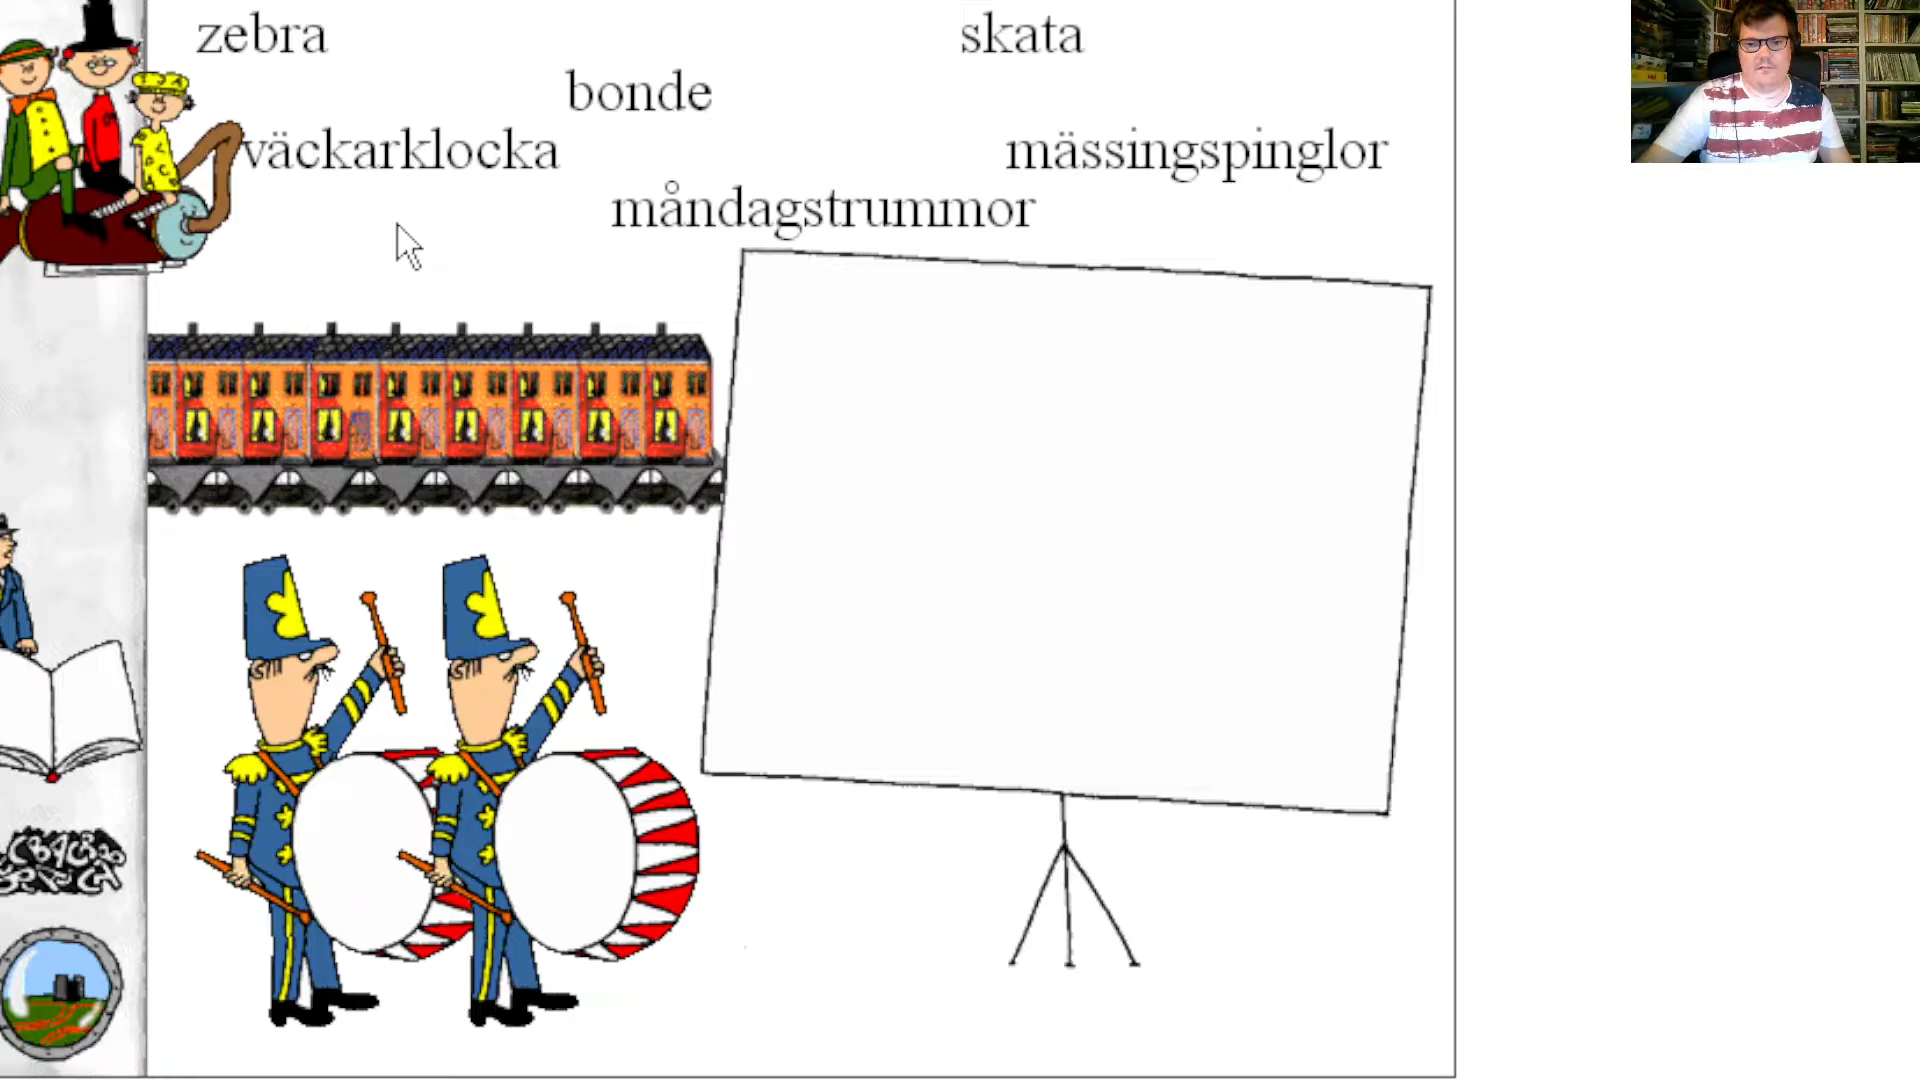 zebra skata
bonde
väckarklocka mässingspinglor
måndagstrummor